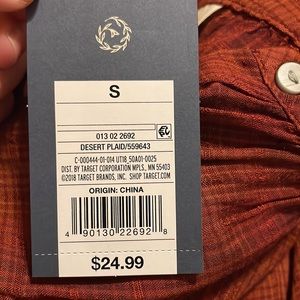 S
013 02 2692
DESERT PLAID/559643
C-000444-01-014 UT18_50A01-0025
DIST. BY TARGET CORPORATION, MPLS, MN 55403
©2018 TARGET BRANDS, INC. SHOP TARGET.COM
ORIGIN: CHINA
4 90130 22692 8
$24.99